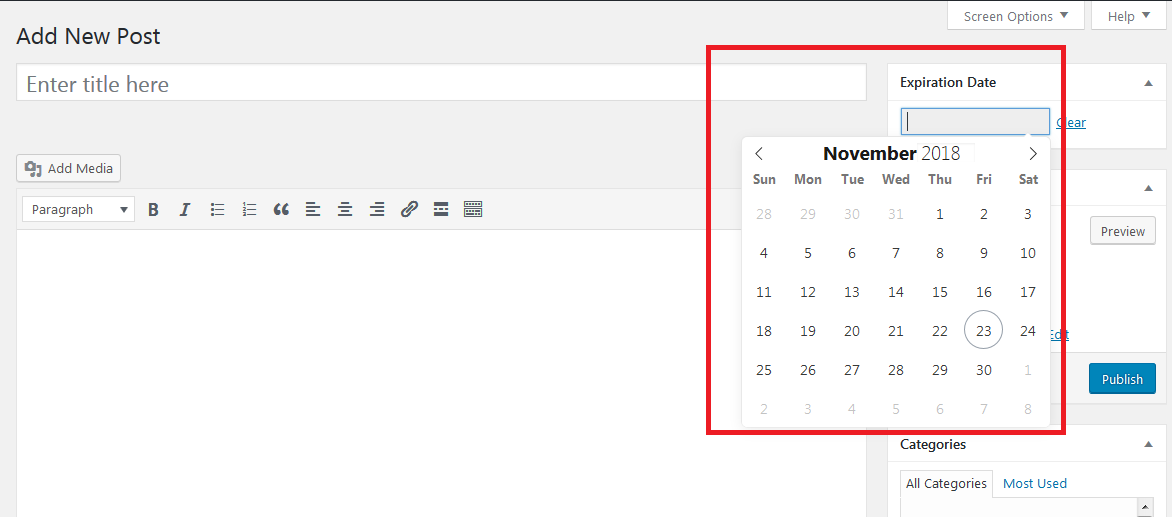 Screen Options Help
Add New Post
Enter title here
Expiration Date
Clear
Add Media
November 2018
Sun Mon Tue Wed Thu Fri Sat
28 29 30 31 1 2 3
4 5 6 7 8 9 10
11 12 13 14 15 16 17
18 19 20 21 22 23 24
25 26 27 28 29 30 1
2 3 4 5 6 7 8
Paragraph B I
Preview
Edit
Publish
Categories
All Categories Most Used